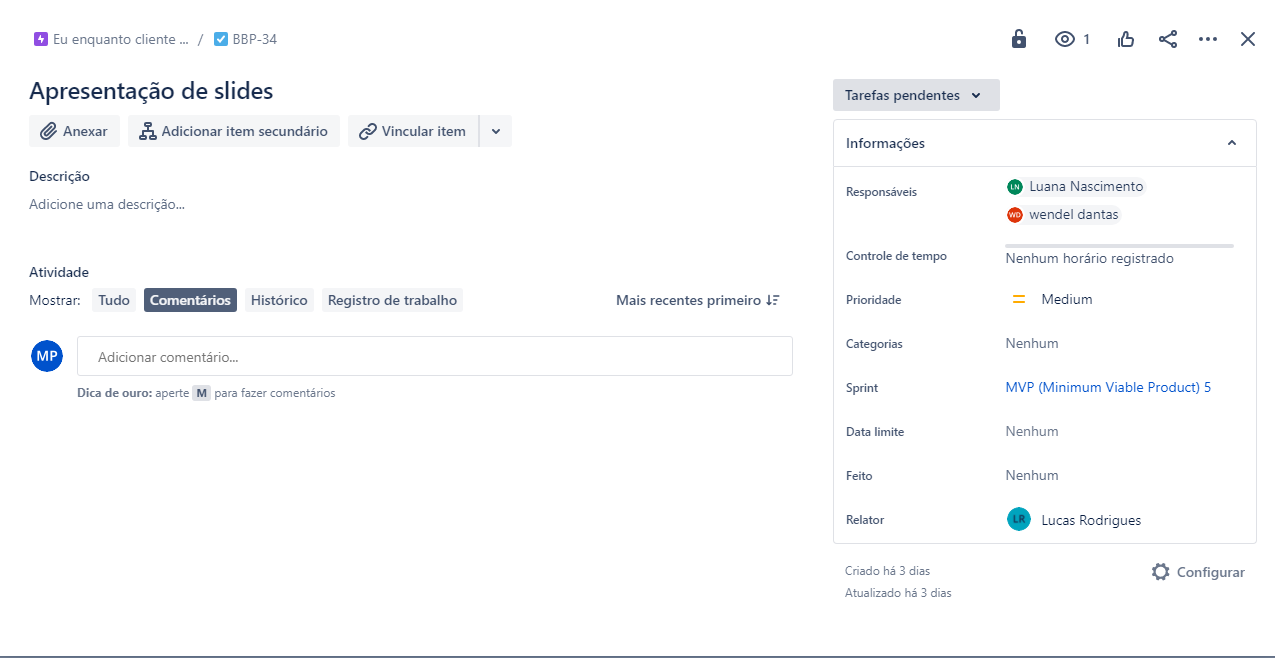 Eu enquanto cliente ... / BBP-34
1
Apresentação de slides
Anexar Adicionar item secundário Vincular item
Descrição
Adicione uma descrição...
Atividade
Mostrar: Tudo Comentários Histórico Registro de trabalho Mais recentes primeiro
MP Adicionar comentário...
Dica de ouro: aperte M para fazer comentários
Tarefas pendentes
Informações
Responsáveis
LN Luana Nascimento
WD wendel dantas
Controle de tempo
Nenhum horário registrado
Prioridade Medium
Categorias Nenhum
Sprint MVP (Minimum Viable Product) 5
Data limite Nenhum
Feito Nenhum
Relator LR Lucas Rodrigues
Criado há 3 dias
Configurar
Atualizado há 3 dias